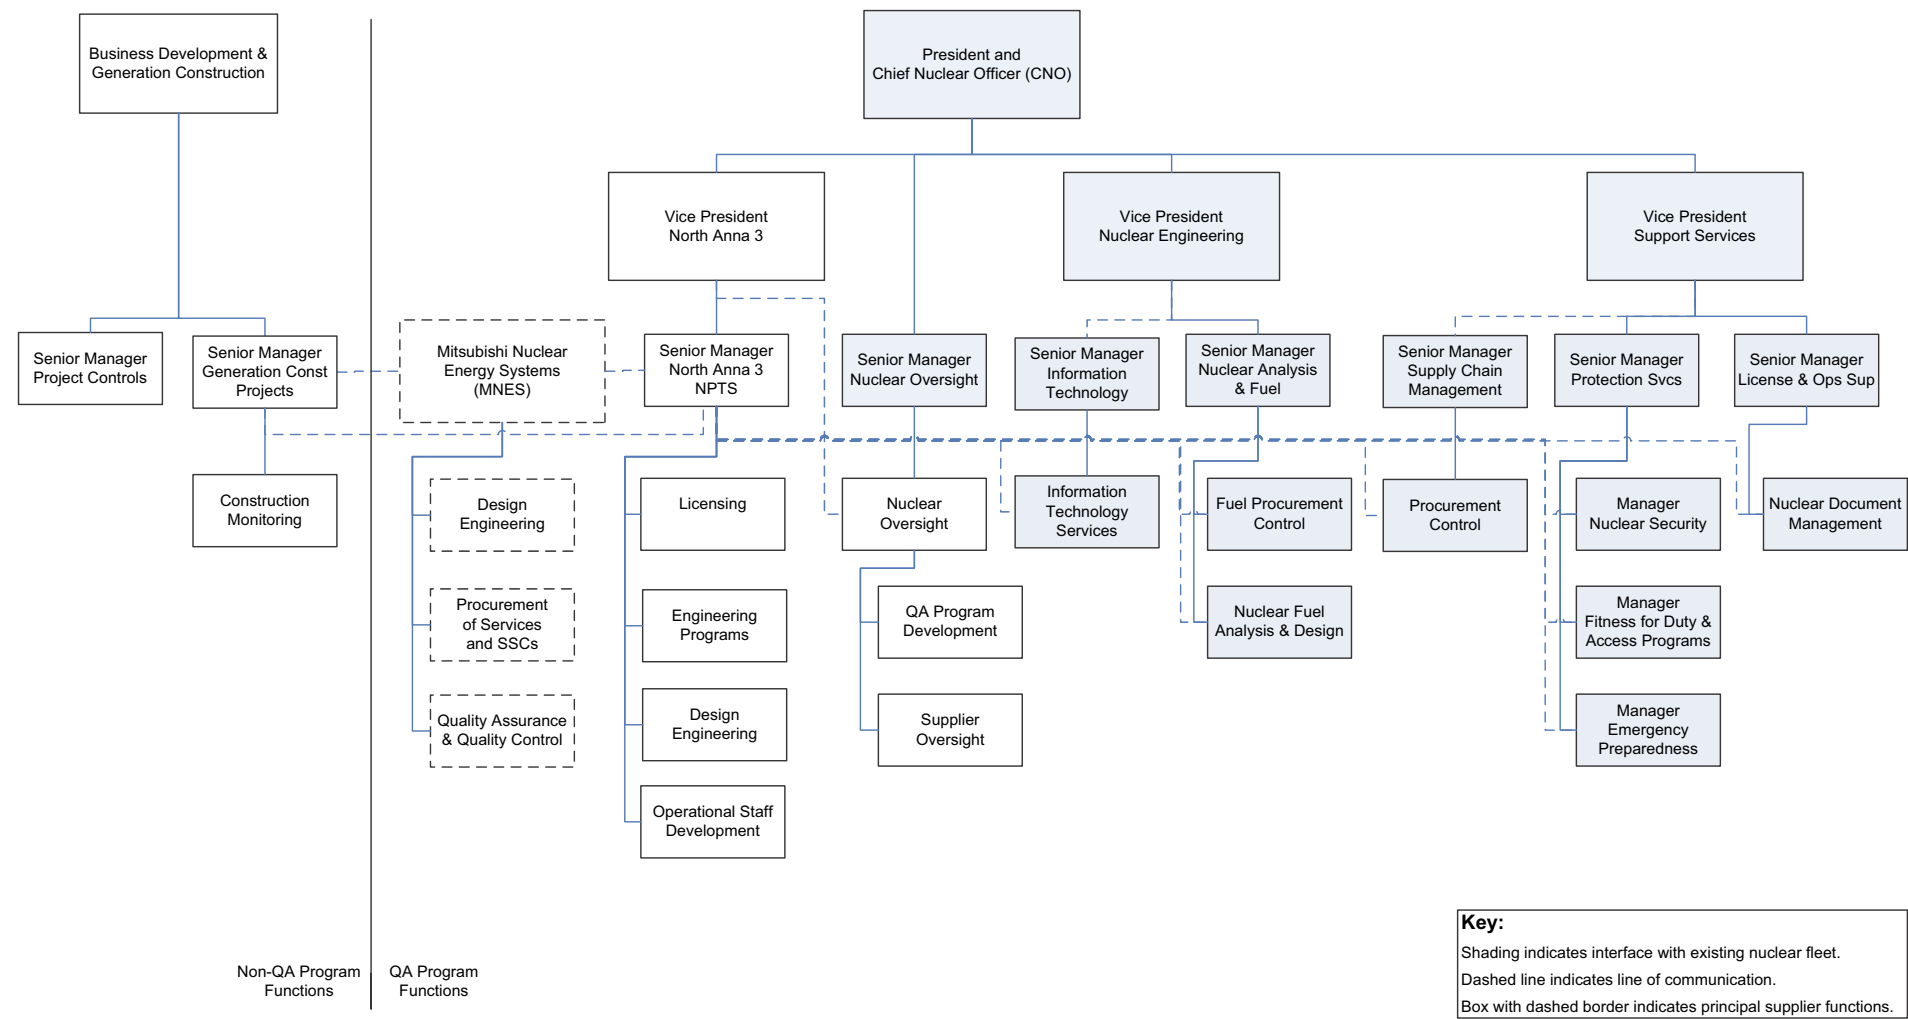 Business Development &
Generation Construction
President and
Chief Nuclear Officer (CNO)
Vice President
North Anna 3
Vice President
Nuclear Engineering
Vice President
Support Services
Senior Manager
Project Controls
Senior Manager
Generation Const
Projects
Mitsubishi Nuclear
Energy Systems
(MNES)
Senior Manager
North Anna 3
NPTS
Senior Manager
Nuclear Oversight
Senior Manager
Information
Technology
Senior Manager
Nuclear Analysis
& Fuel
Senior Manager
Supply Chain
Management
Senior Manager
Protection Svcs
Senior Manager
License & Ops Sup
Construction
Monitoring
Design
Engineering
Licensing
Nuclear
Oversight
Information
Technology
Services
Fuel Procurement
Control
Procurement
Control
Manager
Nuclear Security
Nuclear Document
Management
Procurement
of Services
and SSCs
Engineering
Programs
QA Program
Development
Nuclear Fuel
Analysis & Design
Manager
Fitness for Duty &
Access Programs
Quality Assurance
& Quality Control
Design
Engineering
Supplier
Oversight
Manager
Emergency
Preparedness
Operational Staff
Development
Non-QA Program
Functions
QA Program
Functions
Key:
Shading indicates interface with existing nuclear fleet.
Dashed line indicates line of communication.
Box with dashed border indicates principal supplier functions.